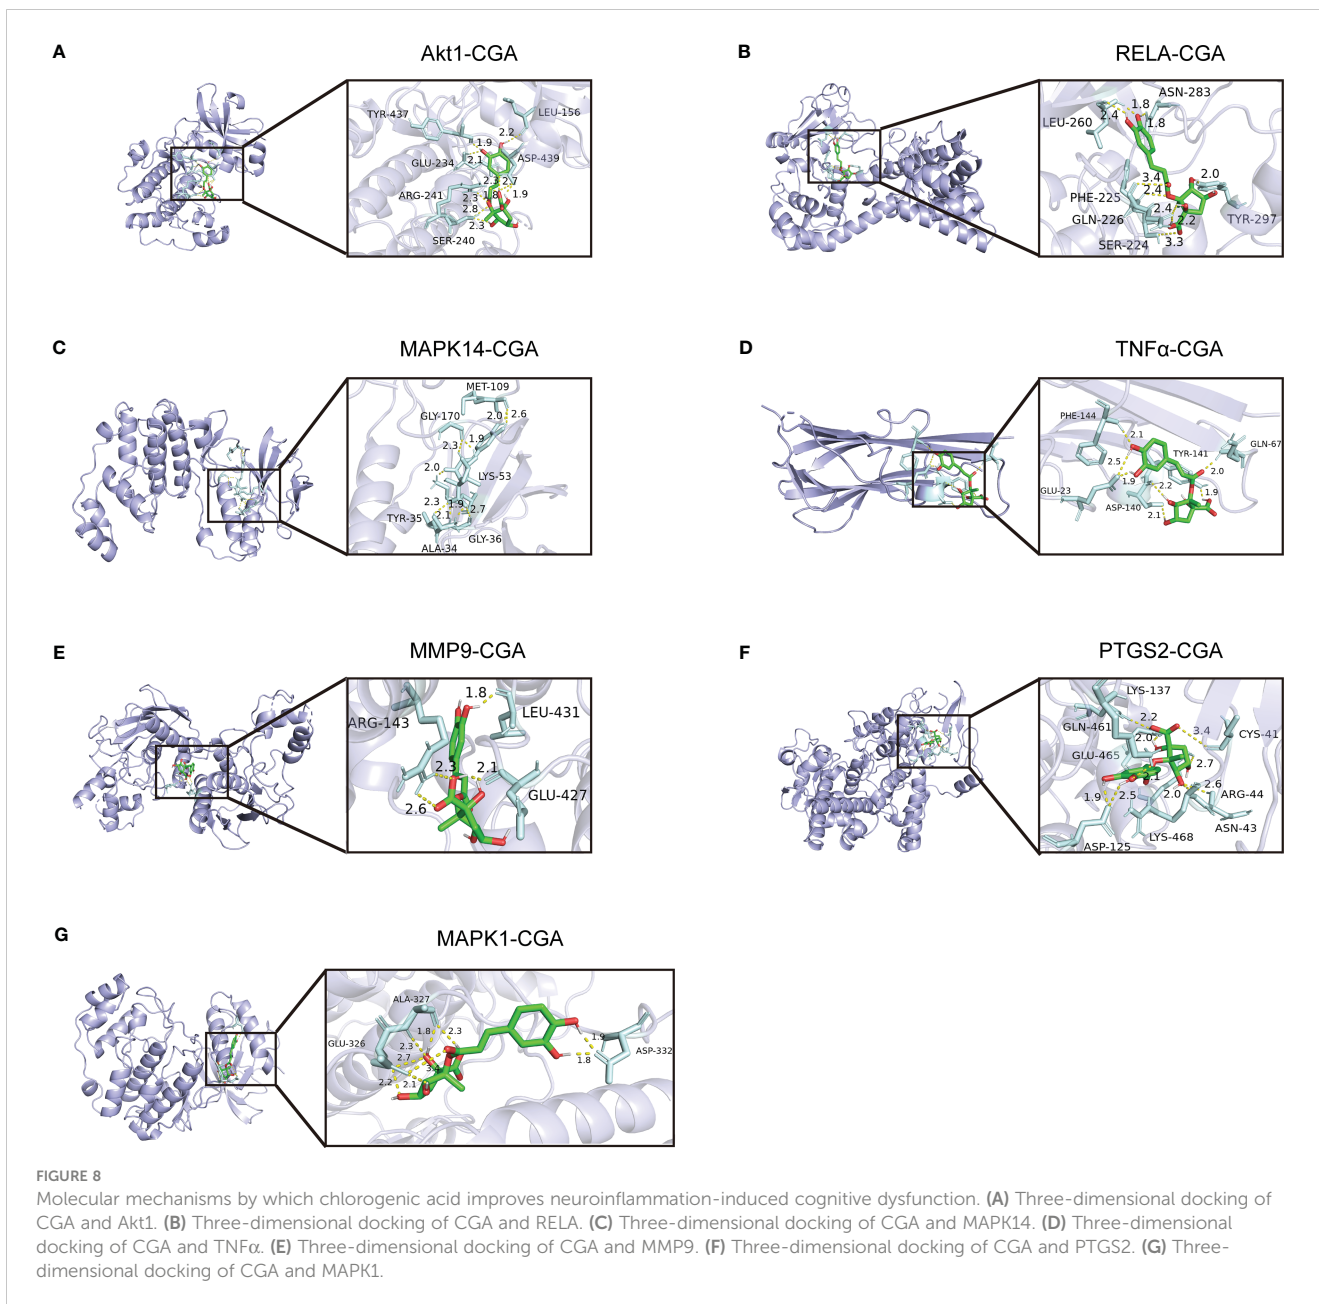 A
Akt1-CGA
TYR-437
LEU-156
2.2
1.9
GLU-234
2.1
ASP-439
2.3
2.7
ARG-241
2.3
1.8
1.9
2.8
2.3
SER-240
B
RELA-CGA
ASN-283
1.8
2.4
LEU-260
1.8
3.4
2.0
PHE-225
2.4
GLN-226
2.2
TYR-297
SER-224
3.3
C
MAPK14-CGA
MET-109
GLY-170
2.0
2.6
1.9
2.3
2.0
LYS-53
2.3
1.9
TYR-35
2.1
2.7
GLY-36
ALA-34
D
TNFα-CGA
PHE-144
2.1
GLN-67
TYR-141
2.5
2.0
1.9
GLU-23
2.2
1.9
ASP-140
2.1
E
MMP9-CGA
1.8
LEU-431
ARG-143
2.3
2.1
GLU-427
2.6
F
PTGS2-CGA
LYS-137
2.2
GLN-461
3.4
CYS-41
2.0
GLU-465
2.7
1.9
2.5
2.0
2.6
ARG-44
ASN-43
LYS-468
ASP-125
G
MAPK1-CGA
ALA-327
1.8
2.3
GLU-326
2.3
1.9
ASP-332
2.7
1.8
3.4
2.2
2.1
FIGURE 8
Molecular mechanisms by which chlorogenic acid improves neuroinflammation-induced cognitive dysfunction. (A) Three-dimensional docking of
CGA and Akt1. (B) Three-dimensional docking of CGA and RELA. (C) Three-dimensional docking of CGA and MAPK14. (D) Three-dimensional
docking of CGA and TNFα. (E) Three-dimensional docking of CGA and MMP9. (F) Three-dimensional docking of CGA and PTGS2. (G) Three-
dimensional docking of CGA and MAPK1.